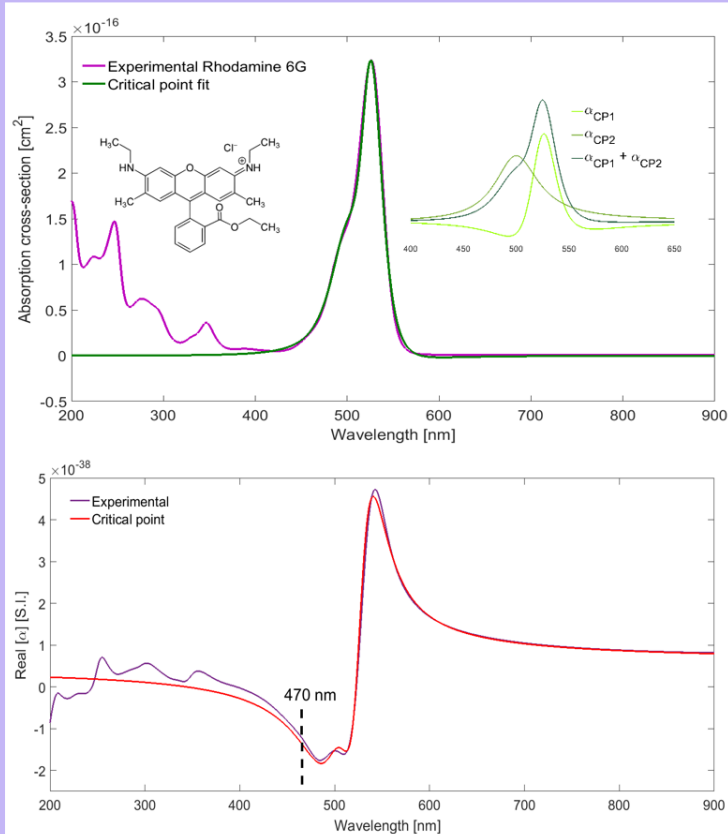 ×10⁻¹⁶
3.5
3
2.5
2
1.5
1
0.5
0
-0.5
Absorption cross-section [cm²]
Experimental Rhodamine 6G
Critical point fit
Cl⁻
H₃C
CH₃
HN
O
⊕
NH
H₃C
CH₃
O
O
CH₃
α_CP1
α_CP2
α_CP1 + α_CP2
400 450 500 550 600 650
200 300 400 500 600 700 800 900
Wavelength [nm]
×10⁻³⁸
5
4
3
2
1
0
-1
-2
Real [α] [S.I.]
Experimental
Critical point
470 nm
200 300 400 500 600 700 800 900
Wavelength [nm]